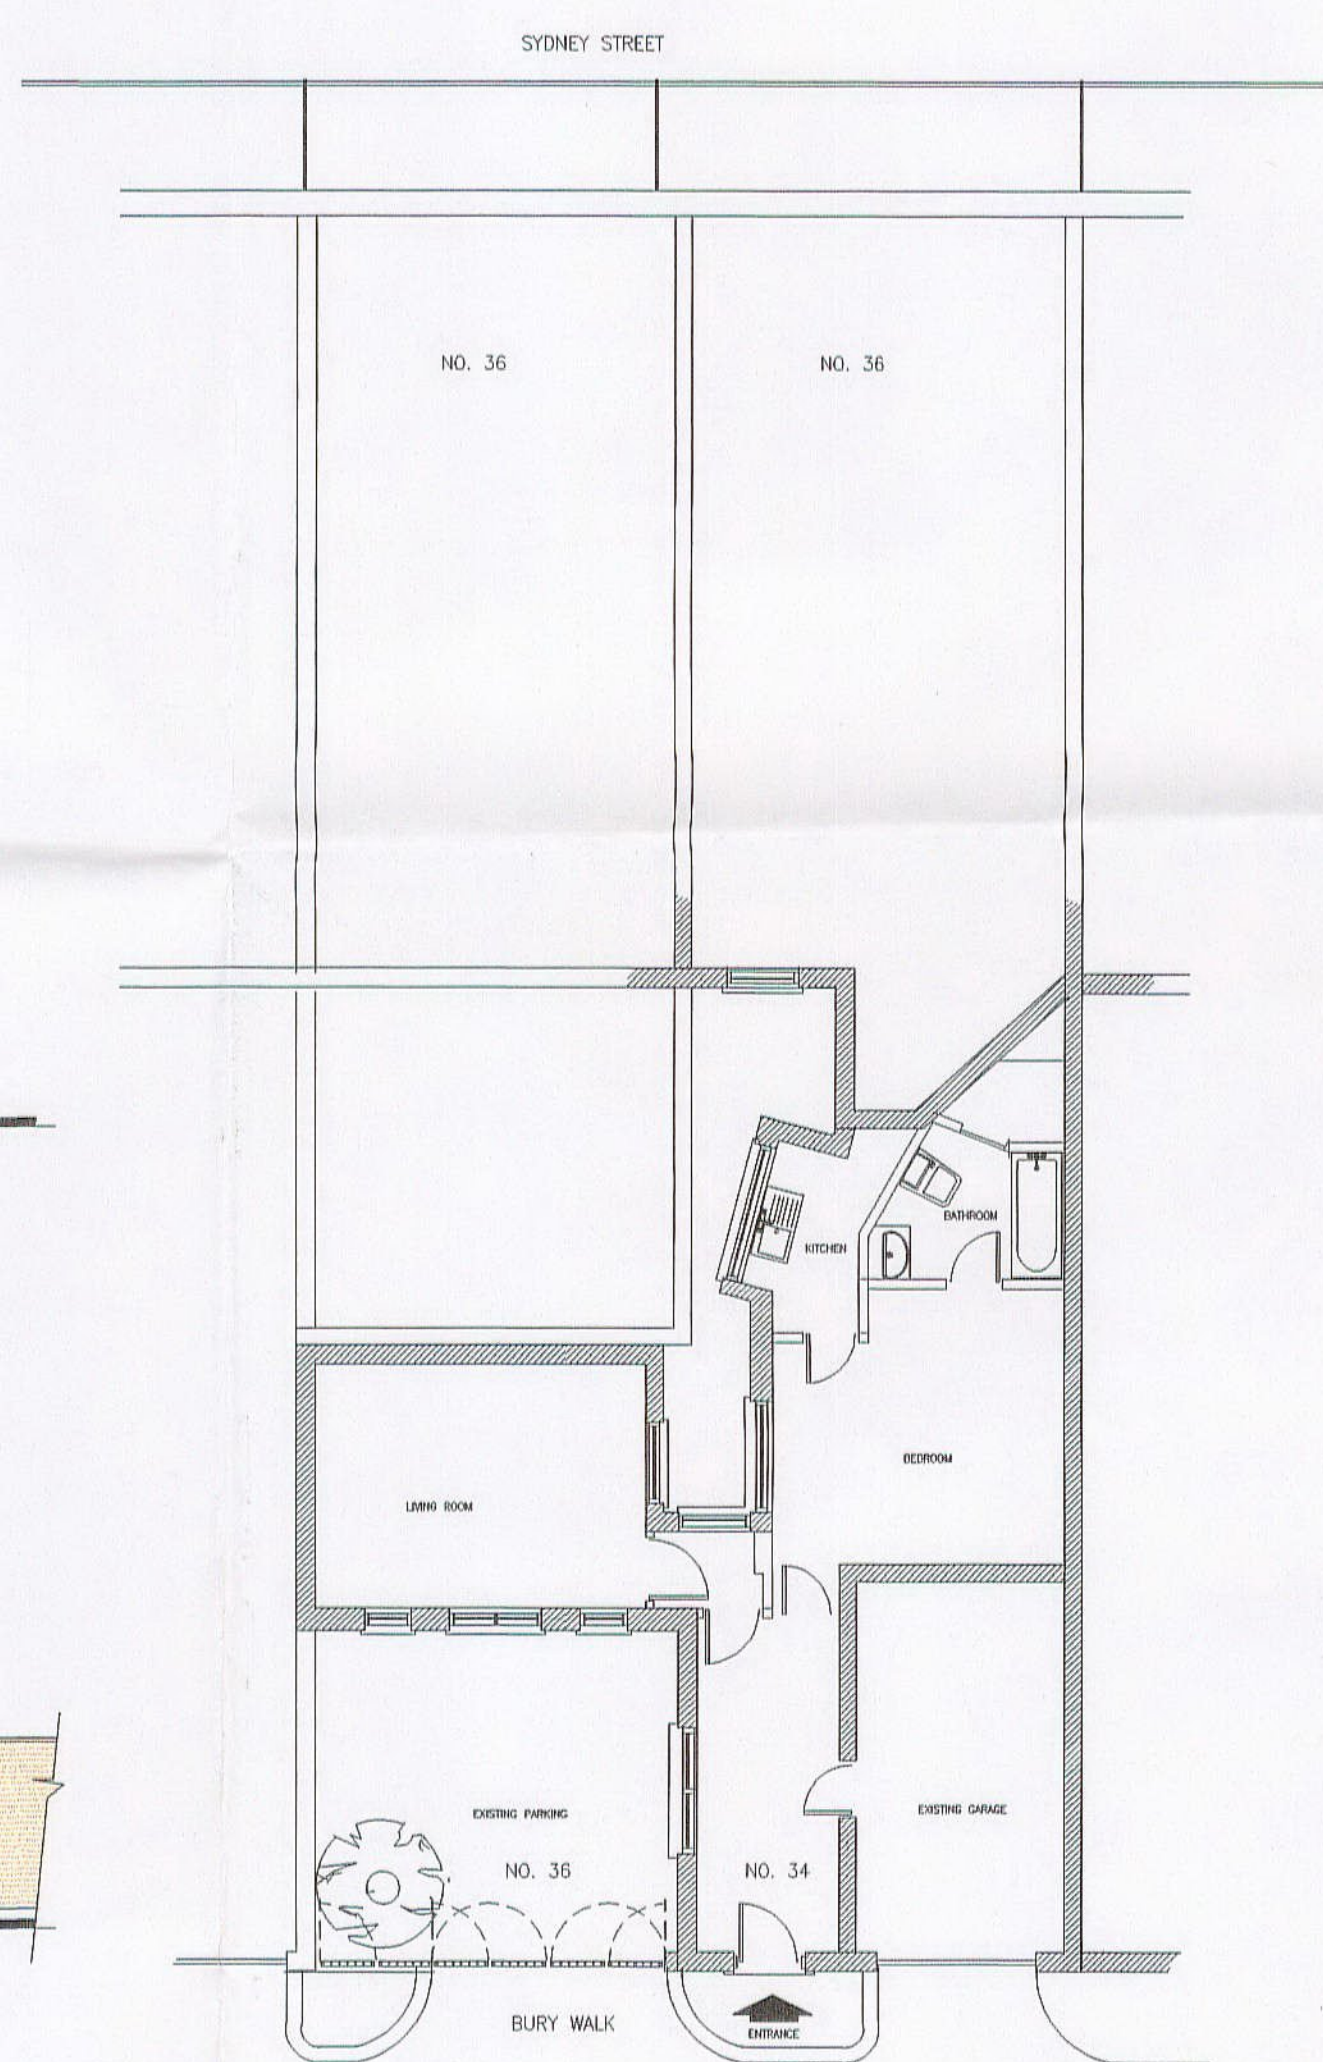 SYDNEY STREET
NO. 36
NO. 36
BATHROOM
KITCHEN
BEDROOM
LIVING ROOM
EXISTING PARKING
EXISTING GARAGE
NO. 36
NO. 34
BURY WALK
ENTRANCE